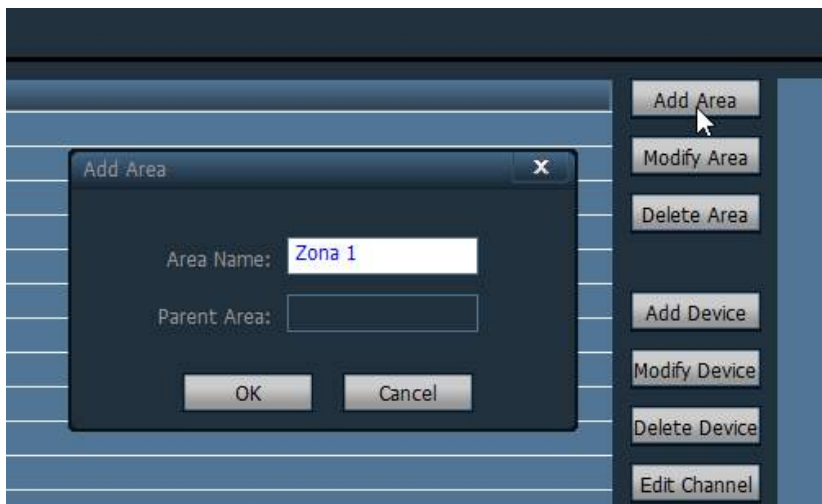 Add Area
Modify Area
Delete Area
Add Device
Modify Device
Delete Device
Edit Channel
Add Area
x
Area Name: Zona 1
Parent Area:
OK Cancel